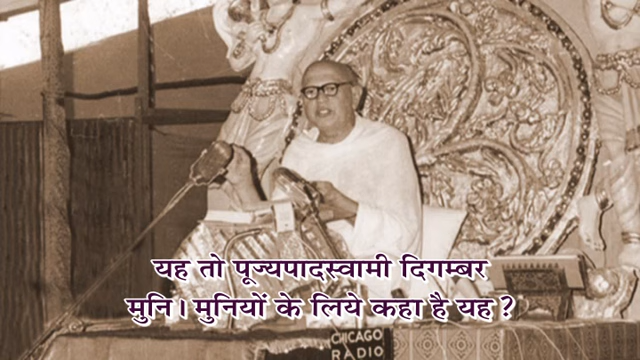 यह तो पूज्यपादस्वामी दिगम्बर
मुनि। मुनियों के लिये कहा है यह ?
CHICAGO
RADIO